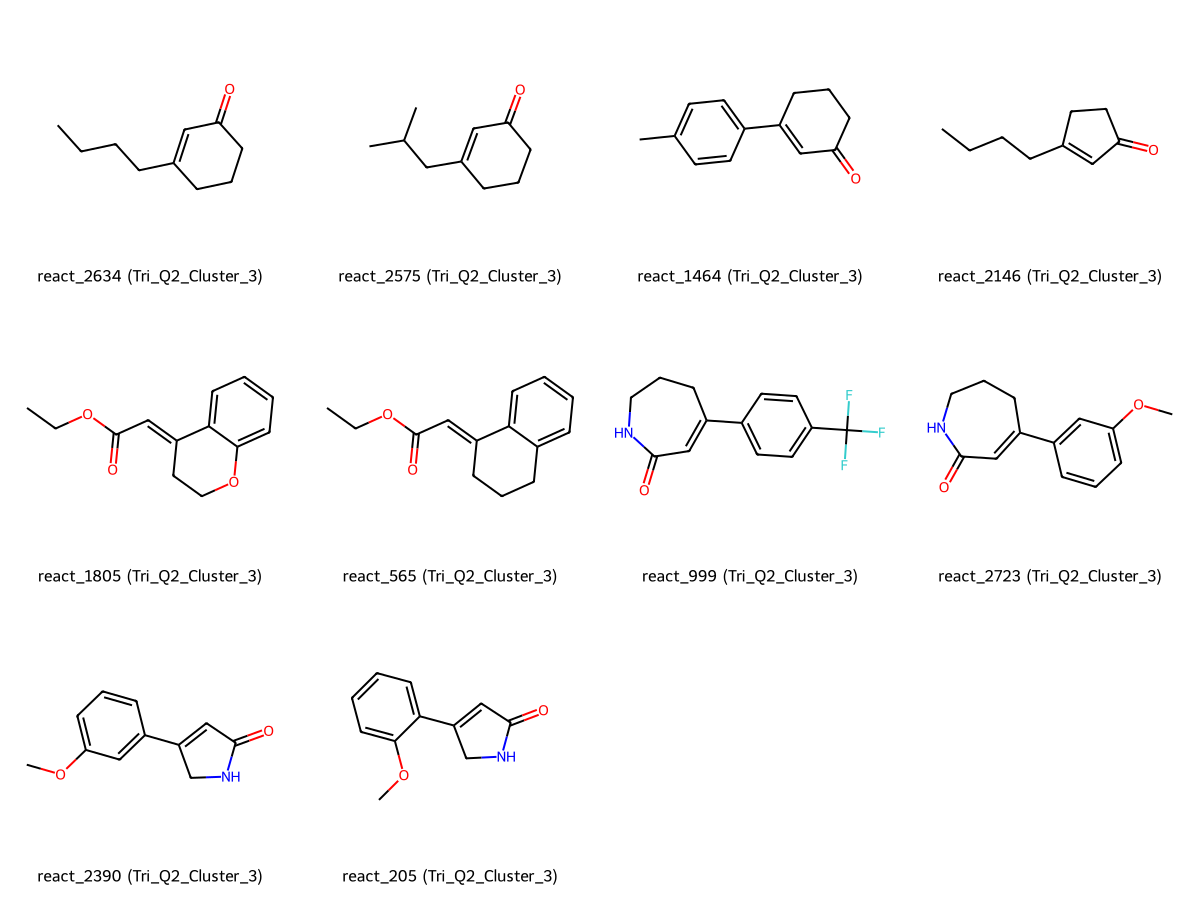 O
O
O
O
react_2634 (Tri_Q2_Cluster_3)
react_2575 (Tri_Q2_Cluster_3)
react_1464 (Tri_Q2_Cluster_3)
react_2146 (Tri_Q2_Cluster_3)
O
O
O
O
O
HN
O
F
F
F
HN
O
O
react_1805 (Tri_Q2_Cluster_3)
react_565 (Tri_Q2_Cluster_3)
react_999 (Tri_Q2_Cluster_3)
react_2723 (Tri_Q2_Cluster_3)
O
O
NH
O
O
NH
react_2390 (Tri_Q2_Cluster_3)
react_205 (Tri_Q2_Cluster_3)